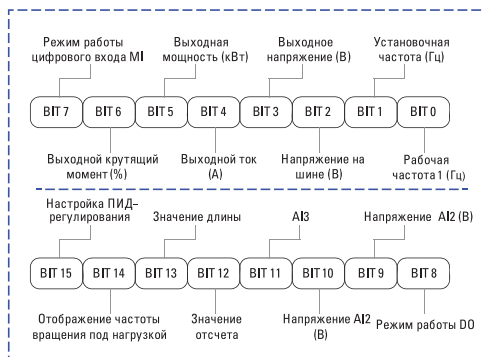 Режим работы
цифрового входа MI
Выходная
мощность (кВт)
Выходное
напряжение (В)
Установочная
частота (Гц)
BIT 7
BIT 6
BIT 5
BIT 4
BIT 3
BIT 2
BIT 1
BIT 0
Выходной крутящий
момент (%)
Выходной ток
(А)
Напряжение на
шине (В)
Рабочая
частота 1 (Гц)
Настройка ПИД–
регулирования
Значение длины
AI3
Напряжение AI2 (В)
BIT 15
BIT 14
BIT 13
BIT 12
BIT 11
BIT 10
BIT 9
BIT 8
Отображение частоты
вращения под нагрузкой
Значение
отсчета
Напряжение AI2
(В)
Режим работы DO